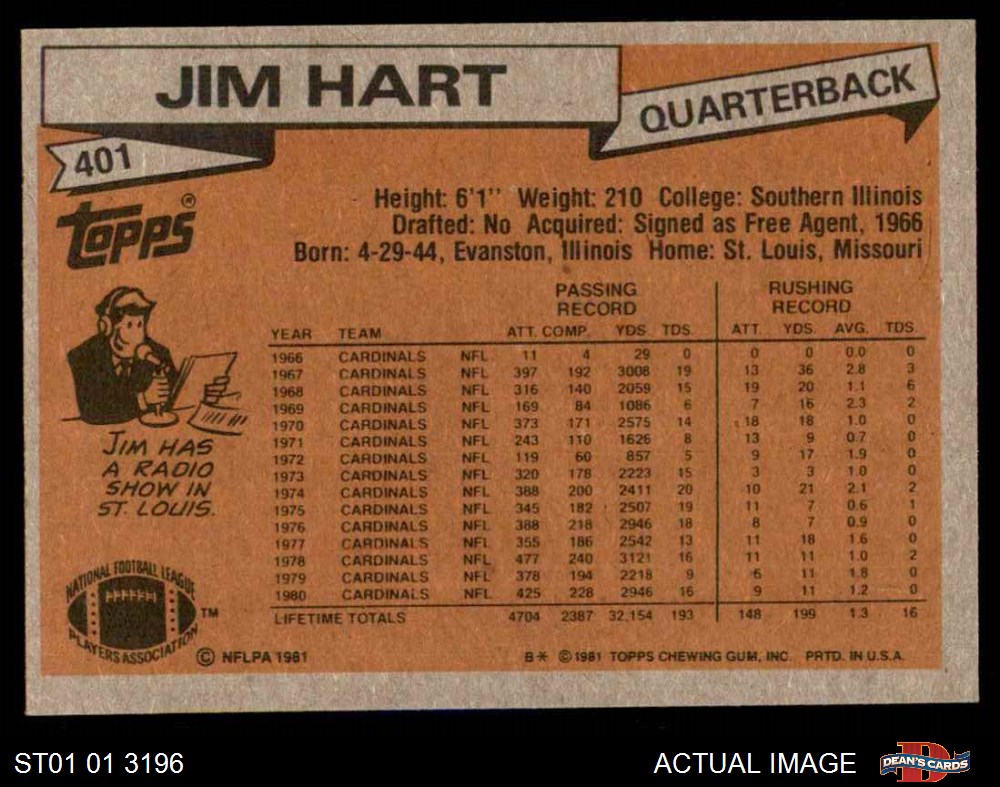 JIM HART
QUARTERBACK
401
TOPPS®
Height: 6'1'' Weight: 210 College: Southern Illinois
Drafted: No Acquired: Signed as Free Agent, 1966
Born: 4-29-44, Evanston, Illinois Home: St. Louis, Missouri
PASSING RECORD RUSHING RECORD
YEAR TEAM ATT. COMP. YDS. TDS. ATT. YDS. AVG. TDS.
1966 CARDINALS NFL 11 4 29 0 0 0 0.0 0
1967 CARDINALS NFL 397 192 3008 19 13 36 2.8 3
1968 CARDINALS NFL 316 140 2059 15 19 20 1.1 6
1969 CARDINALS NFL 169 84 1086 6 7 16 2.3 2
1970 CARDINALS NFL 373 171 2575 14 18 18 1.0 0
1971 CARDINALS NFL 243 110 1626 8 13 9 0.7 0
1972 CARDINALS NFL 119 60 857 5 9 17 1.9 0
1973 CARDINALS NFL 320 178 2223 15 3 3 1.0 0
1974 CARDINALS NFL 388 200 2411 20 10 21 2.1 2
1975 CARDINALS NFL 345 182 2507 19 11 7 0.6 1
1976 CARDINALS NFL 388 218 2946 18 8 7 0.9 0
1977 CARDINALS NFL 355 186 2542 13 11 18 1.6 0
1978 CARDINALS NFL 477 240 3121 16 11 11 1.0 2
1979 CARDINALS NFL 378 194 2218 9 6 11 1.8 0
1980 CARDINALS NFL 425 228 2946 16 9 11 1.2 0
LIFETIME TOTALS 4704 2387 32,154 193 148 199 1.3 16
JIM HAS
A RADIO
SHOW IN
ST. LOUIS.
NATIONAL FOOTBALL LEAGUE
PLAYERS ASSOCIATION
TM
© NFLPA 1981
B* © 1981 TOPPS CHEWING GUM, INC. PRTD. IN U.S.A.
ST01 01 3196
ACTUAL IMAGE
D
DEAN'S CARDS